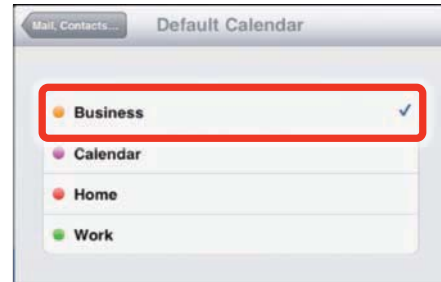 Mail, Contacts... Default Calendar
Business
Calendar
Home
Work